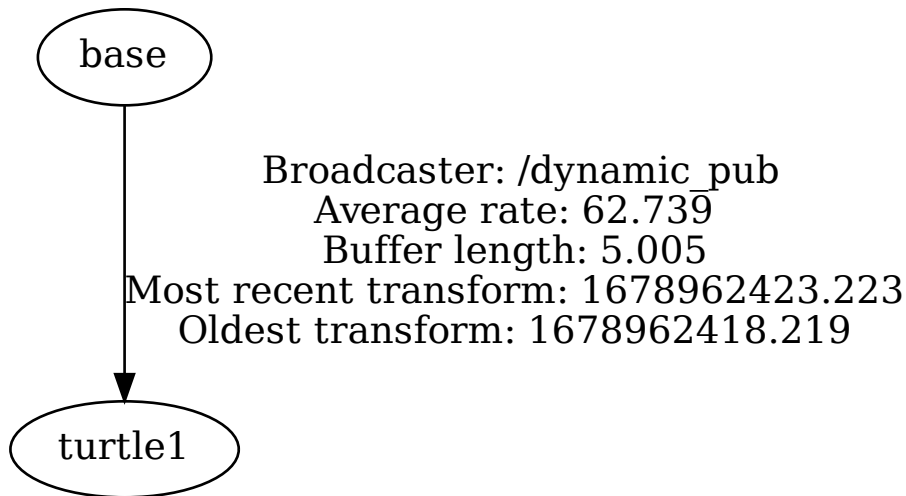 base
Broadcaster: /dynamic_pub
Average rate: 62.739
Buffer length: 5.005
Most recent transform: 1678962423.223
Oldest transform: 1678962418.219
turtle1